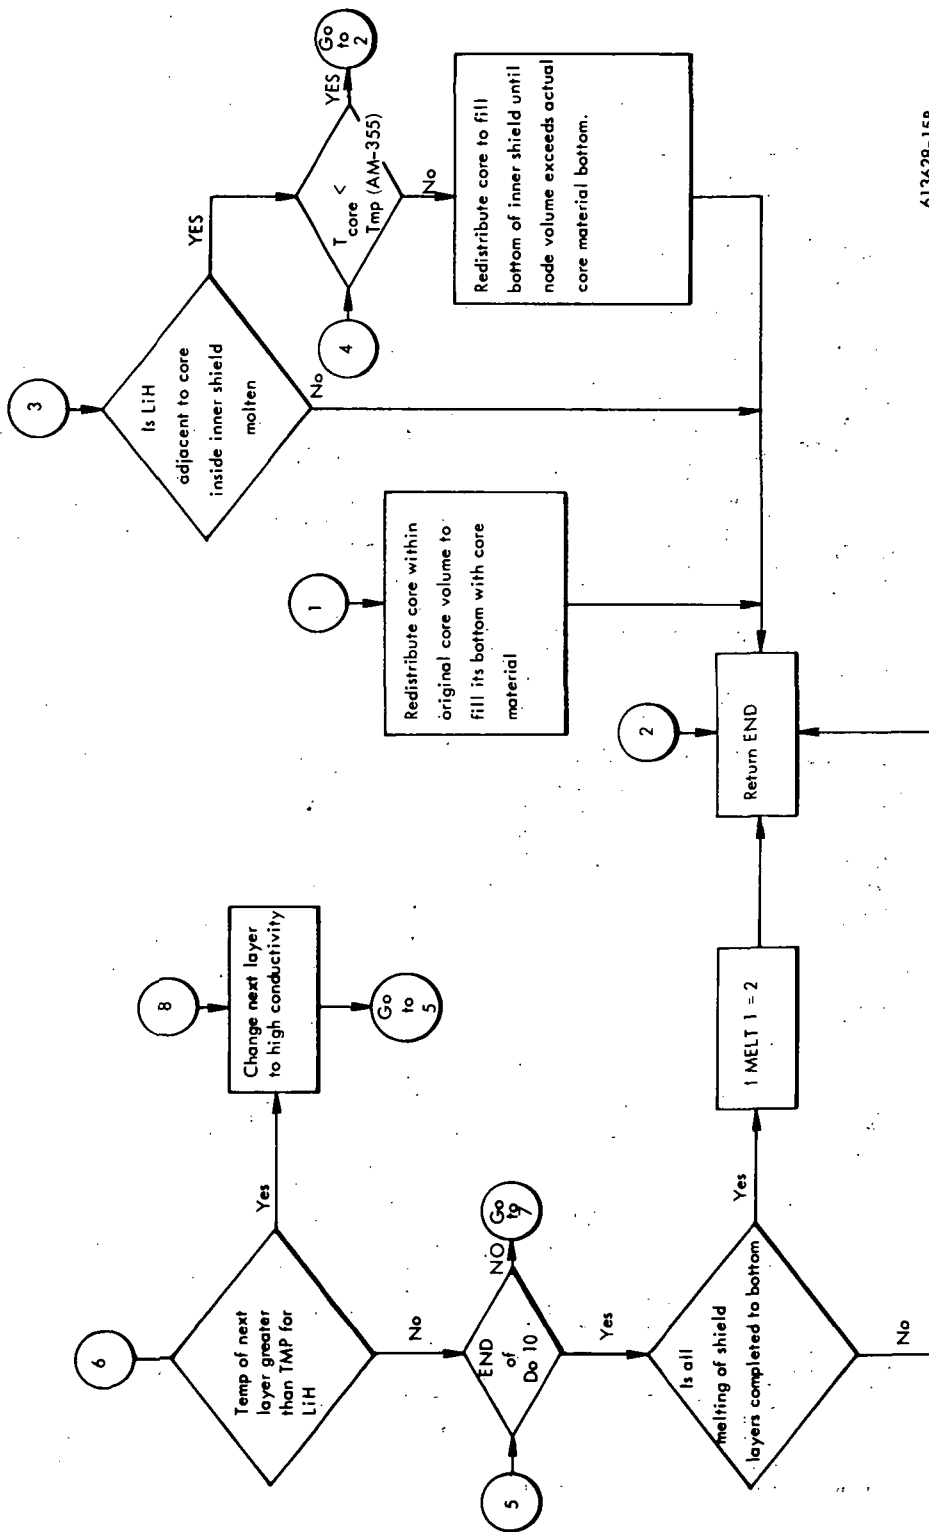 6
Temp of next
layer greater
than TMP for
LiH
Yes
No
8
Change next layer
to high conductivity
Go
to
5
5
END
of
Do 10
NO
Go
to
7
Yes
Is all
melting of shield
layers completed to bottom
Yes
No
1 MELT 1 = 2
Return END
2
1
Redistribute core within
original core volume to
fill its bottom with core
material
3
Is LiH
adjacent to core
inside inner shield
molten
YES
No
4
T core <
Tmp (AM-355)
YES
Go
to
2
No
Redistribute core to fill
bottom of inner shield until
node volume exceeds actual
core material bottom.